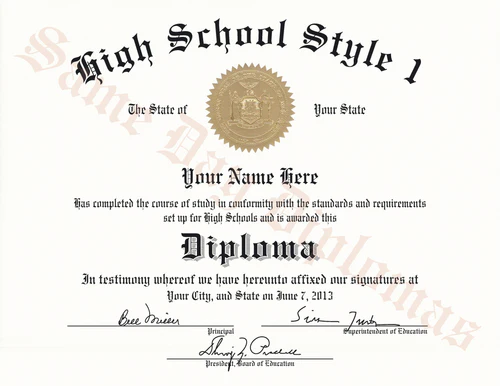 High School Style 1
The State of Your State
Your Name Here
Has completed the course of study in conformity with the standards and requirements
set up for High Schools and is awarded this
Diploma
In testimony whereof we have hereunto affixed our signatures at
Your City, and State on June 7, 2013
Principal
Superintendent of Education
President, Board of Education
Same Day Diplomas